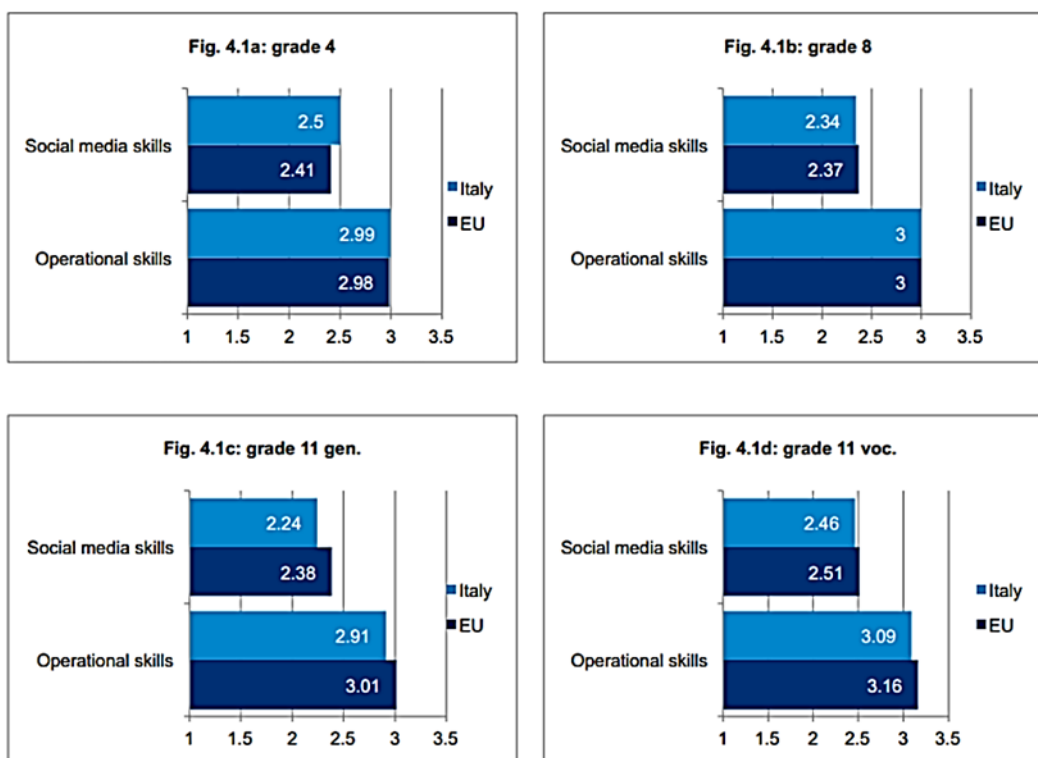 Fig. 4.1a: grade 4
Social media skills
2.5
2.41
Operational skills
2.99
2.98
Italy
EU
1 1.5 2 2.5 3 3.5
Fig. 4.1b: grade 8
Social media skills
2.34
2.37
Operational skills
3
3
Italy
EU
1 1.5 2 2.5 3 3.5
Fig. 4.1c: grade 11 gen.
Social media skills
2.24
2.38
Operational skills
2.91
3.01
Italy
EU
1 1.5 2 2.5 3 3.5
Fig. 4.1d: grade 11 voc.
Social media skills
2.46
2.51
Operational skills
3.09
3.16
Italy
EU
1 1.5 2 2.5 3 3.5